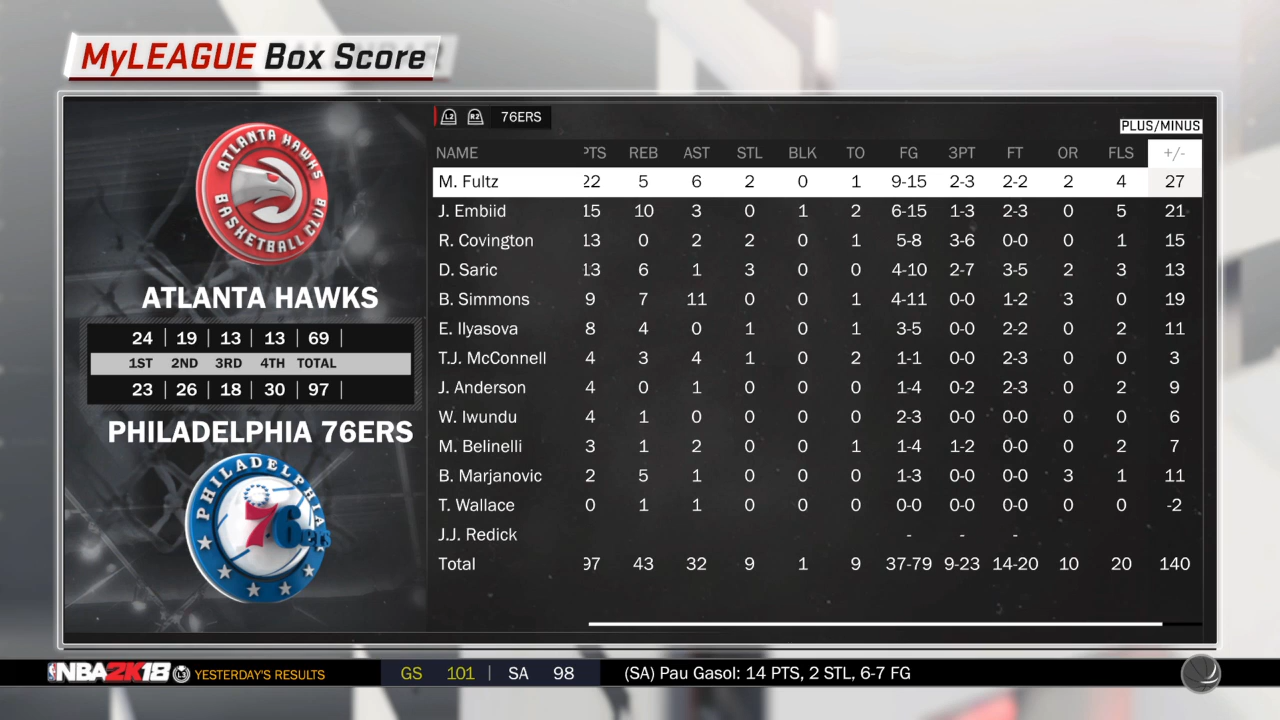 MyLEAGUE Box Score
ATLANTA HAWKS
BASKETBALL CLUB
ATLANTA HAWKS
24 | 19 | 13 | 13 | 69 |
1ST 2ND 3RD 4TH TOTAL
23 | 26 | 18 | 30 | 97 |
PHILADELPHIA 76ERS
PHILADELPHIA
76ers
L2 R2 76ERS
PLUS/MINUS
NAME PTS REB AST STL BLK TO FG 3PT FT OR FLS +/-
M. Fultz 22 5 6 2 0 1 9-15 2-3 2-2 2 4 27
J. Embiid 15 10 3 0 1 2 6-15 1-3 2-3 0 5 21
R. Covington 13 0 2 2 0 1 5-8 3-6 0-0 0 1 15
D. Saric 13 6 1 3 0 0 4-10 2-7 3-5 2 3 13
B. Simmons 9 7 11 0 0 1 4-11 0-0 1-2 3 0 19
E. Ilyasova 8 4 0 1 0 1 3-5 0-0 2-2 0 2 11
T.J. McConnell 4 3 4 1 0 2 1-1 0-0 2-3 0 0 3
J. Anderson 4 0 1 0 0 0 1-4 0-2 2-3 0 2 9
W. Iwundu 4 1 0 0 0 0 2-3 0-0 0-0 0 0 6
M. Belinelli 3 1 2 0 0 1 1-4 1-2 0-0 0 2 7
B. Marjanovic 2 5 1 0 0 0 1-3 0-0 0-0 3 1 11
T. Wallace 0 1 1 0 0 0 0-0 0-0 0-0 0 0 -2
J.J. Redick - - -
Total 97 43 32 9 1 9 37-79 9-23 14-20 10 20 140
NBA 2K18 YESTERDAY'S RESULTS GS 101 | SA 98 (SA) Pau Gasol: 14 PTS, 2 STL, 6-7 FG